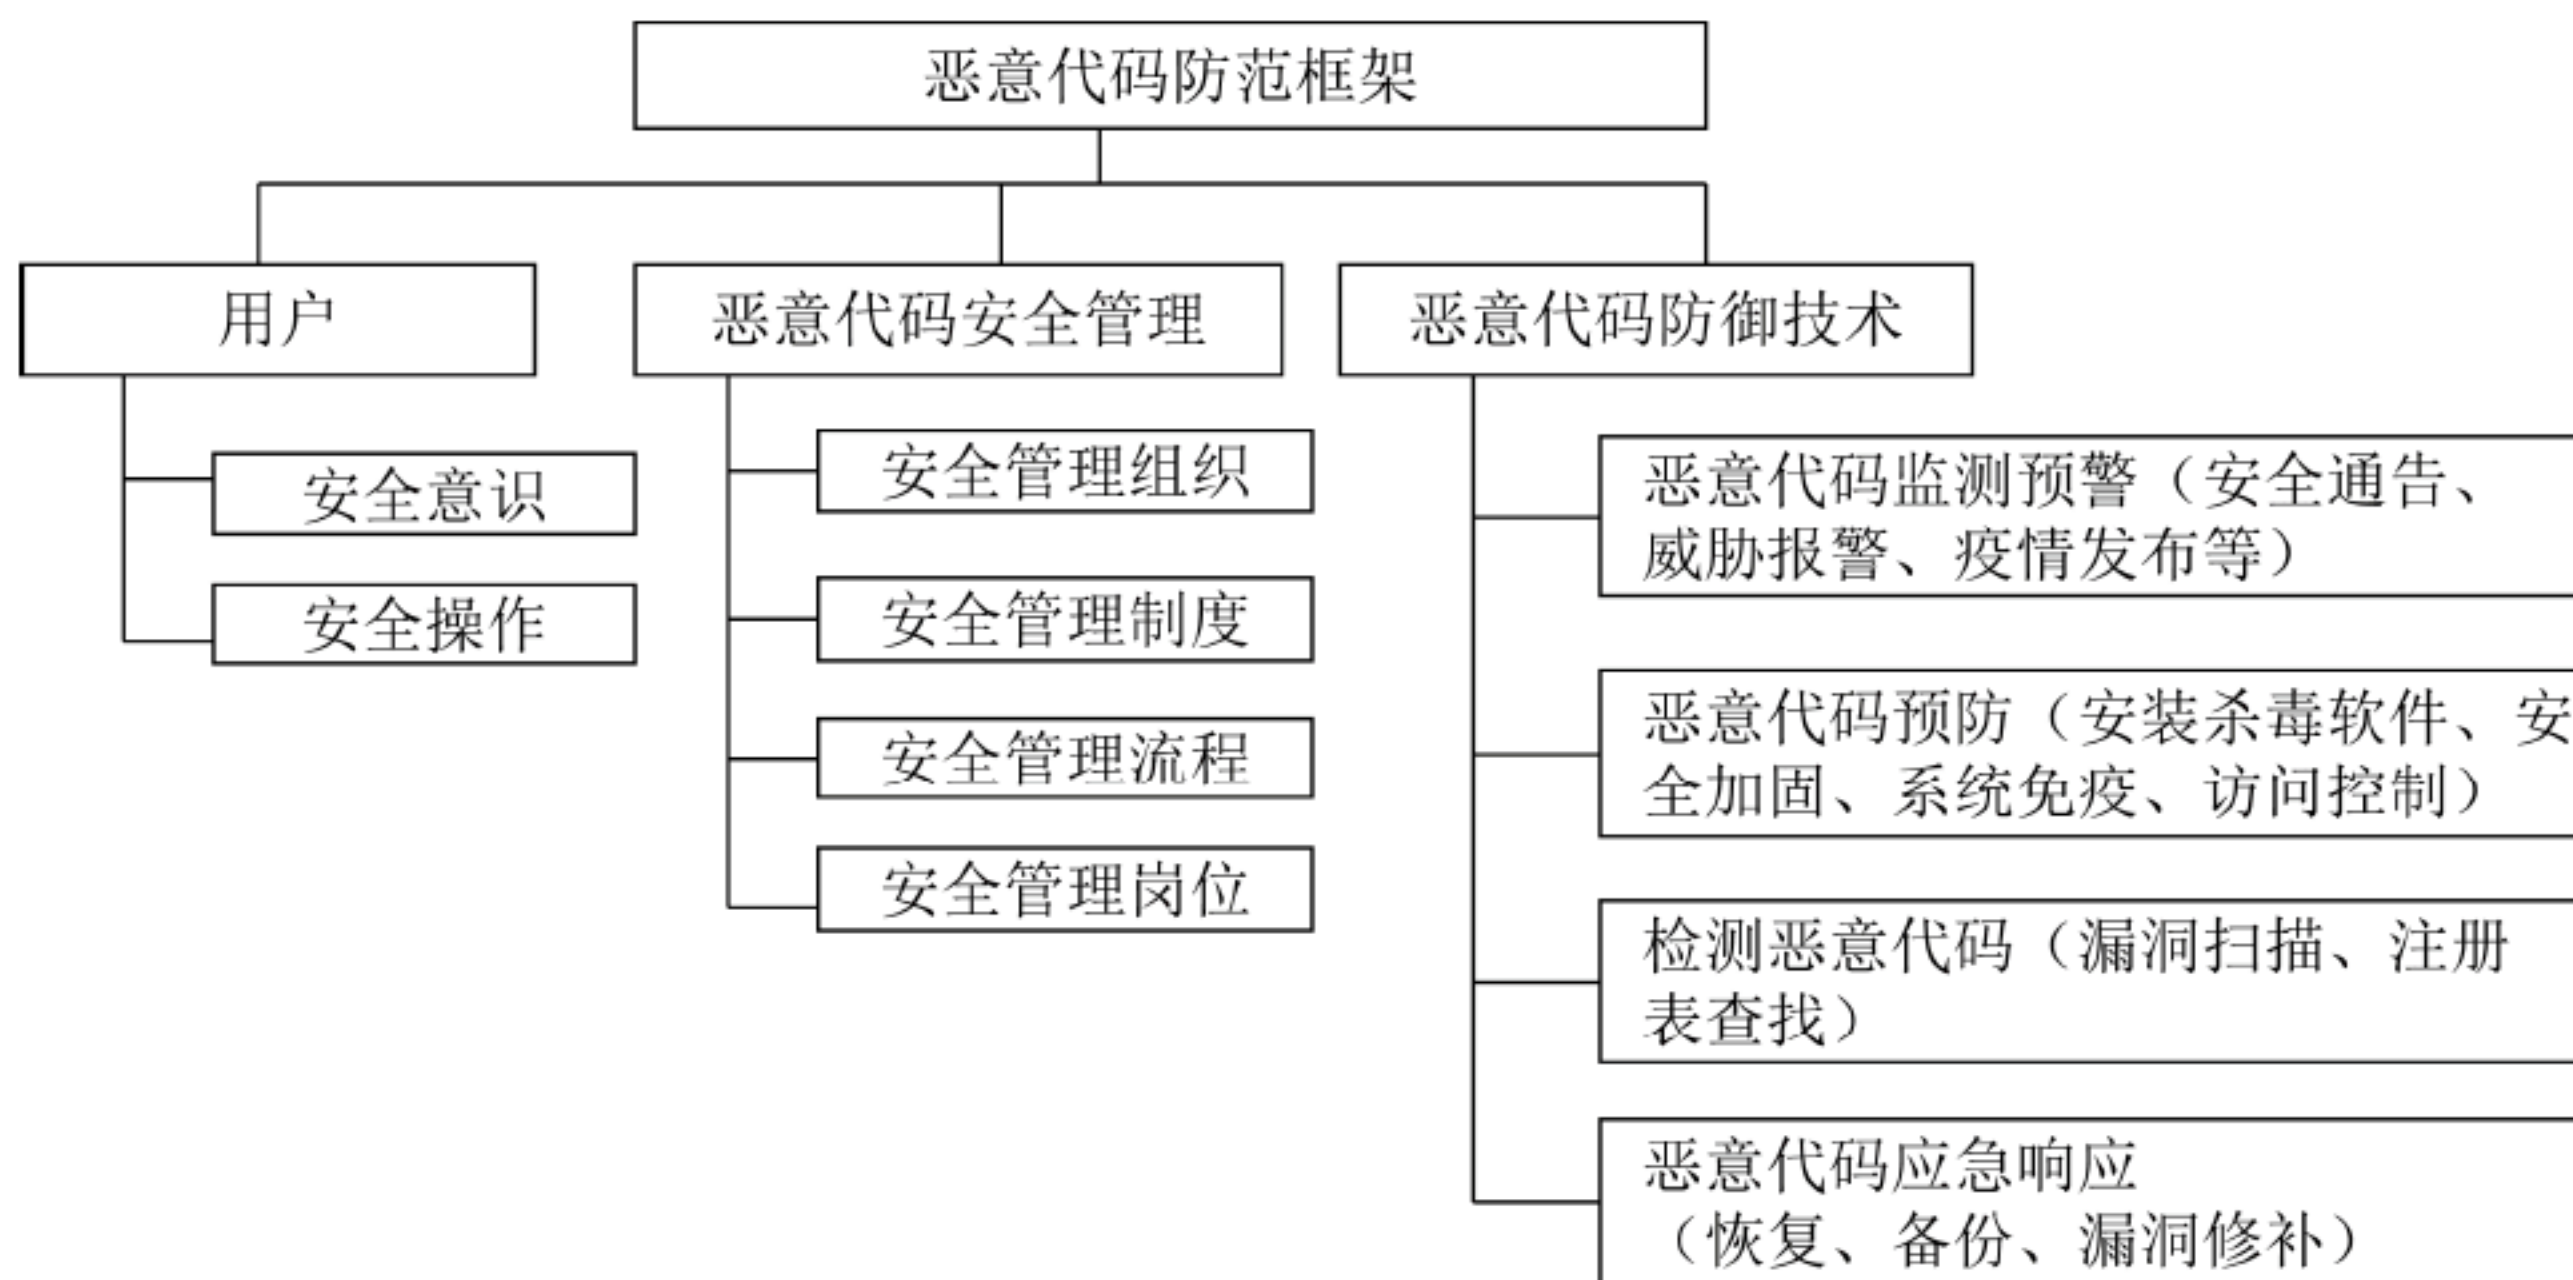 恶意代码防范框架
用户
恶意代码安全管理
恶意代码防御技术
安全意识
安全操作
安全管理组织
安全管理制度
安全管理流程
安全管理岗位
恶意代码监测预警（安全通告、
威胁报警、疫情发布等）
恶意代码预防（安装杀毒软件、安
全加固、系统免疫、访问控制）
检测恶意代码（漏洞扫描、注册
表查找）
恶意代码应急响应
（恢复、备份、漏洞修补）